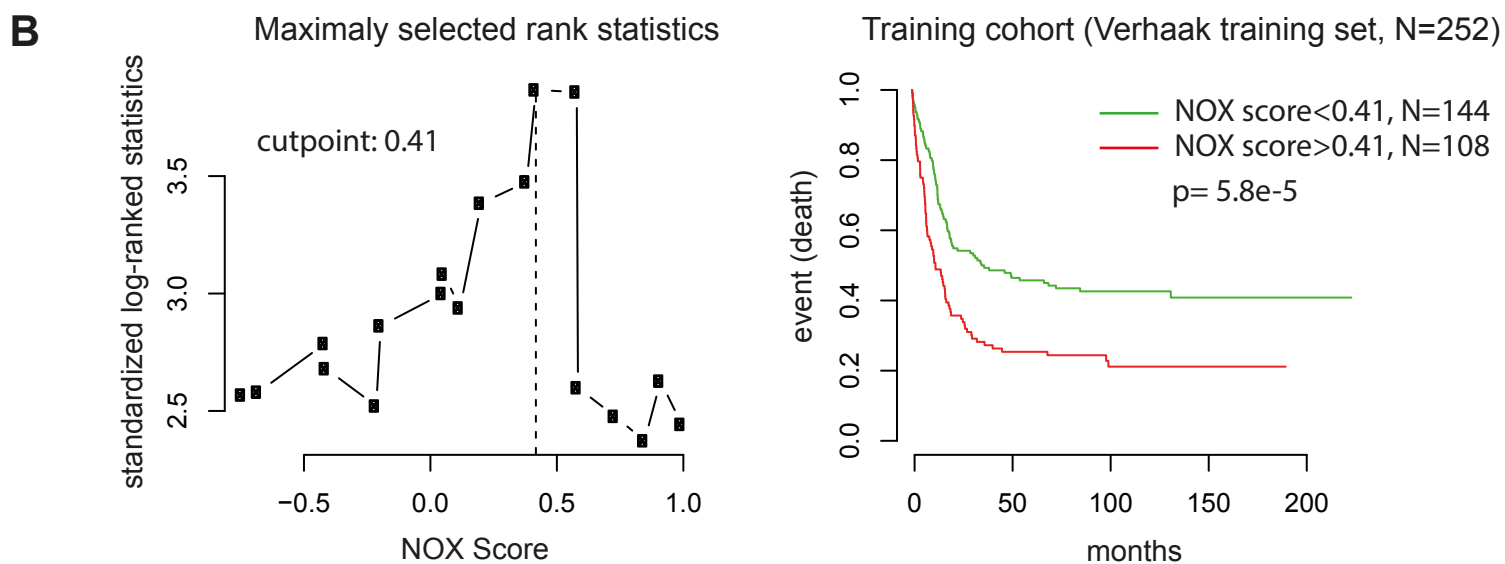 B
Maximaly selected rank statistics
standardized log-ranked statistics
3.5
3.0
2.5
cutpoint: 0.41
−0.5 0.0 0.5 1.0
NOX Score
Training cohort (Verhaak training set, N=252)
event (death)
1.0
0.8
0.6
0.4
0.2
0.0
NOX score<0.41, N=144
NOX score>0.41, N=108
p= 5.8e-5
0 50 100 150 200
months